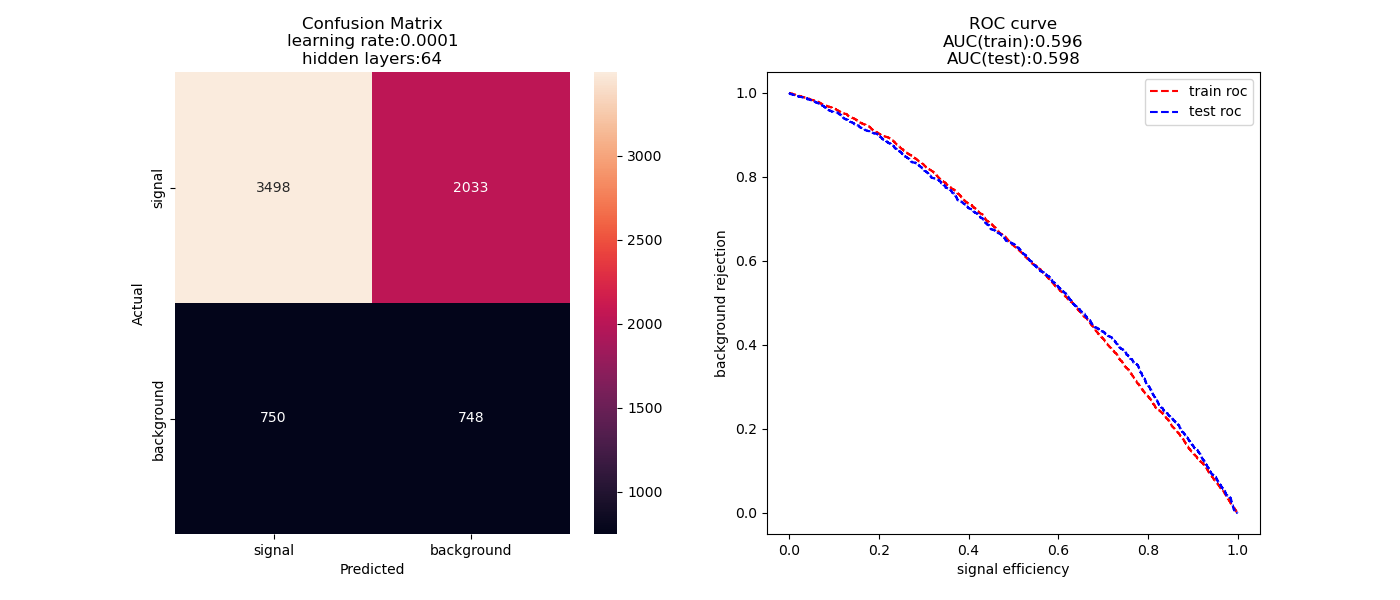 Confusion Matrix
learning rate:0.0001
hidden layers:64
signal
background
Actual
3498
2033
750
748
signal
background
Predicted
3000
2500
2000
1500
1000
ROC curve
AUC(train):0.596
AUC(test):0.598
train roc
test roc
1.0
0.8
0.6
0.4
0.2
0.0
background rejection
0.0
0.2
0.4
0.6
0.8
1.0
signal efficiency